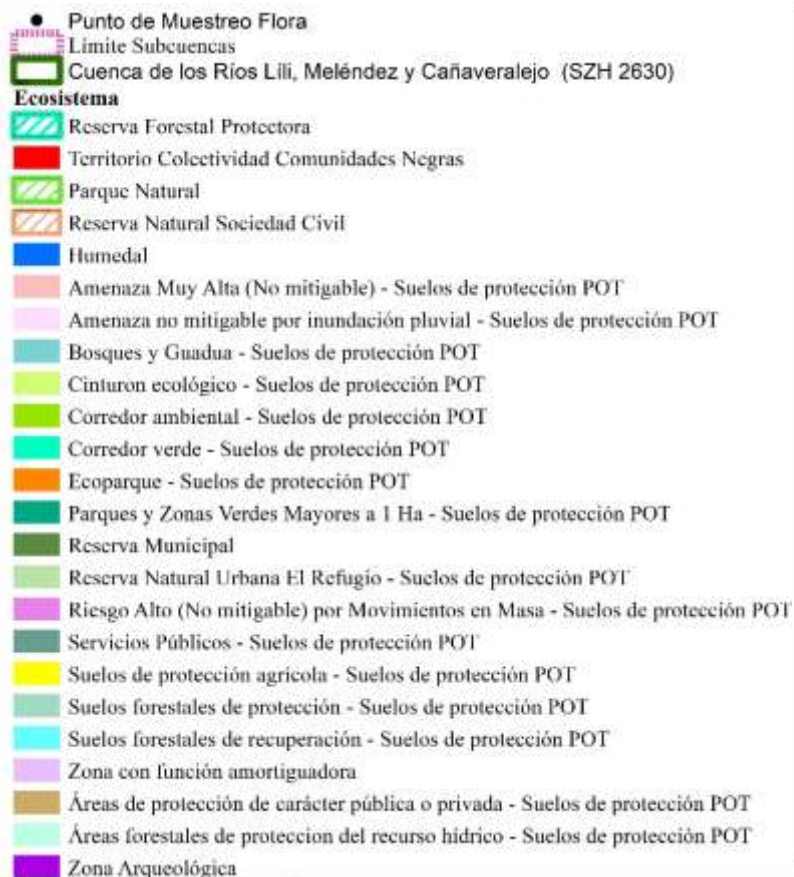 Punto de Muestreo Flora
Límite Subcuencas
Cuenca de los Ríos Lili, Meléndez y Cañaveralejo (SZH 2630)
Ecosistema
Reserva Forestal Protectora
Territorio Colectividad Comunidades Negras
Parque Natural
Reserva Natural Sociedad Civil
Humedal
Amenaza Muy Alta (No mitigable) - Suelos de protección POT
Amenaza no mitigable por inundación pluvial - Suelos de protección POT
Bosques y Guadua - Suelos de protección POT
Cinturon ecológico - Suelos de protección POT
Corredor ambiental - Suelos de protección POT
Corredor verde - Suelos de protección POT
Ecoparque - Suelos de protección POT
Parques y Zonas Verdes Mayores a 1 Ha - Suelos de protección POT
Reserva Municipal
Reserva Natural Urbana El Refugio - Suelos de protección POT
Riesgo Alto (No mitigable) por Movimientos en Masa - Suelos de protección POT
Servicios Públicos - Suelos de protección POT
Suelos de protección agrícola - Suelos de protección POT
Suelos forestales de protección - Suelos de protección POT
Suelos forestales de recuperación - Suelos de protección POT
Zona con función amortiguadora
Áreas de protección de carácter pública o privada - Suelos de protección POT
Áreas forestales de proteccion del recurso hídrico - Suelos de protección POT
Zona Arqueológica